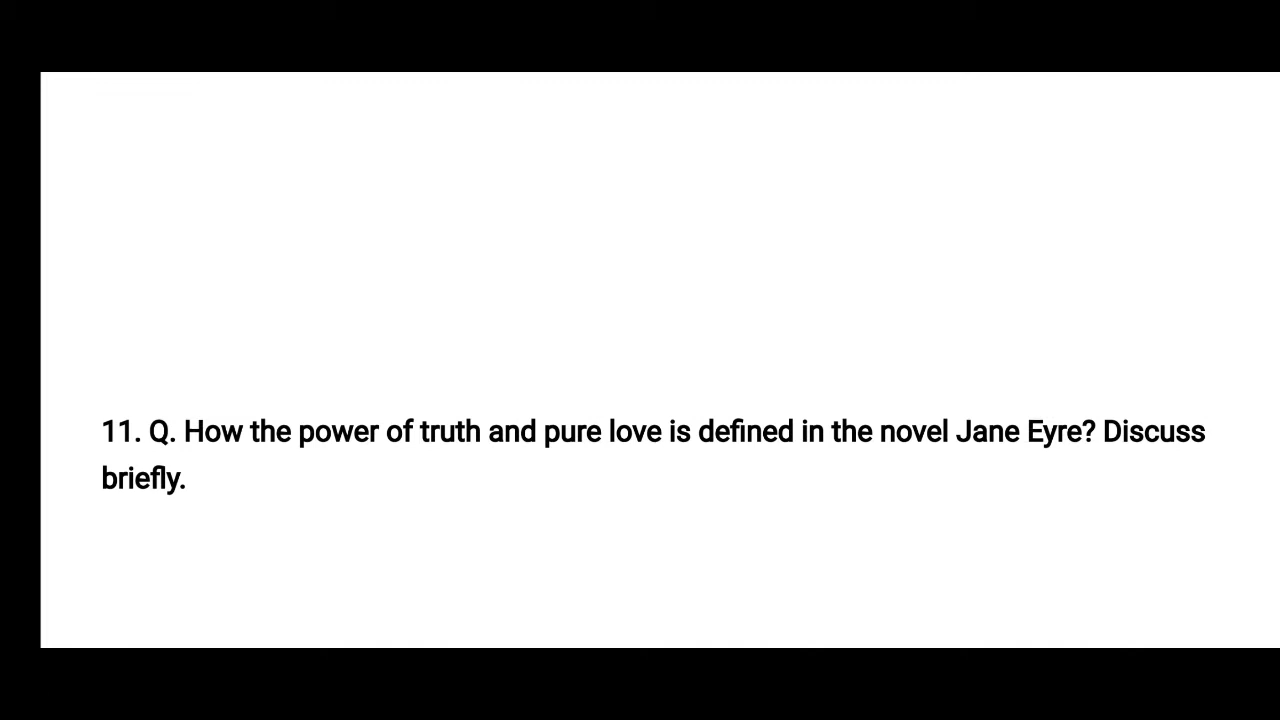 11. Q. How the power of truth and pure love is defined in the novel Jane Eyre? Discuss
briefly.